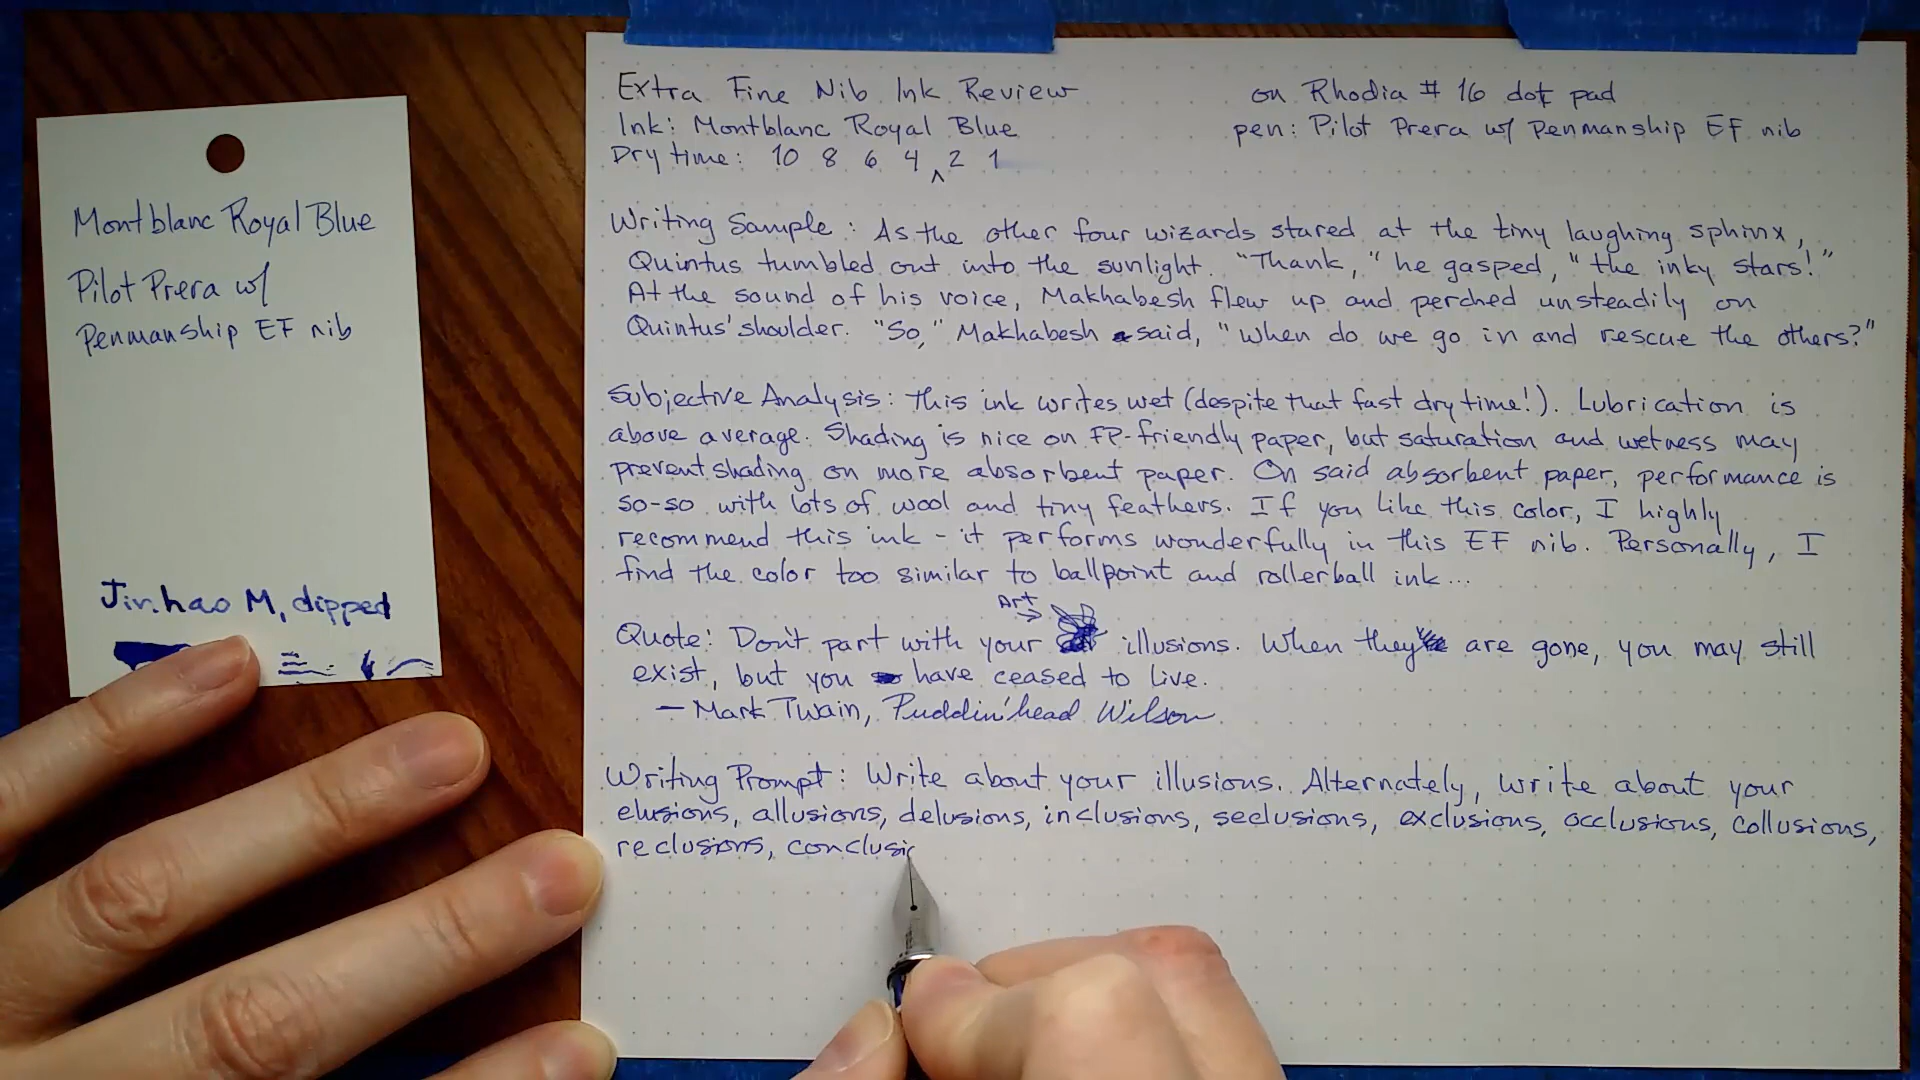 Montblanc Royal Blue
Pilot Prera w/
Penmanship EF nib
Jinhao M, dipped
Extra Fine Nib Ink Review
on Rhodia # 16 dot pad
Ink: Montblanc Royal Blue
pen: Pilot Prera w/ Penmanship EF nib
Dry time: 10 8 6 4 ^ 2 1
Writing Sample: As the other four wizards stared at the tiny laughing sphinx,
Quintus tumbled out into the sunlight. "Thank," he gasped, "the inky stars!"
At the sound of his voice, Makhabesh flew up and perched unsteadily on
Quintus' shoulder. "So," Makhabesh said, "when do we go in and rescue the others?"
Subjective Analysis: This ink writes wet (despite that fast dry time!). Lubrication is
above average. Shading is nice on FP-friendly paper, but saturation and wetness may
prevent shading on more absorbent paper. On said absorbent paper, performance is
so-so with lots of wool and tiny feathers. If you like this color, I highly
recommend this ink - it performs wonderfully in this EF nib. Personally, I
find the color too similar to ballpoint and rollerball ink...
Art →
Quote: Don't part with your illusions. When they are gone, you may still
exist, but you have ceased to live.
— Mark Twain, Puddin'head Wilson
Writing Prompt: Write about your illusions. Alternately, write about your
elusions, allusions, delusions, inclusions, seclusions, exclusions, occlusions, collusions,
reclusions, conclusi